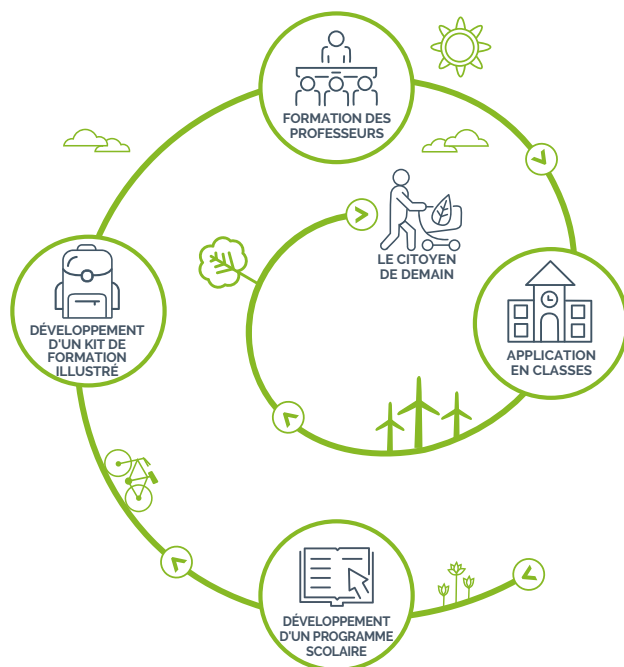 FORMATION DES
PROFESSEURS
LE CITOYEN
DE DEMAIN
DÉVELOPPEMENT
D'UN KIT DE
FORMATION
ILLUSTRÉ
APPLICATION
EN CLASSES
DÉVELOPPEMENT
D'UN PROGRAMME
SCOLAIRE